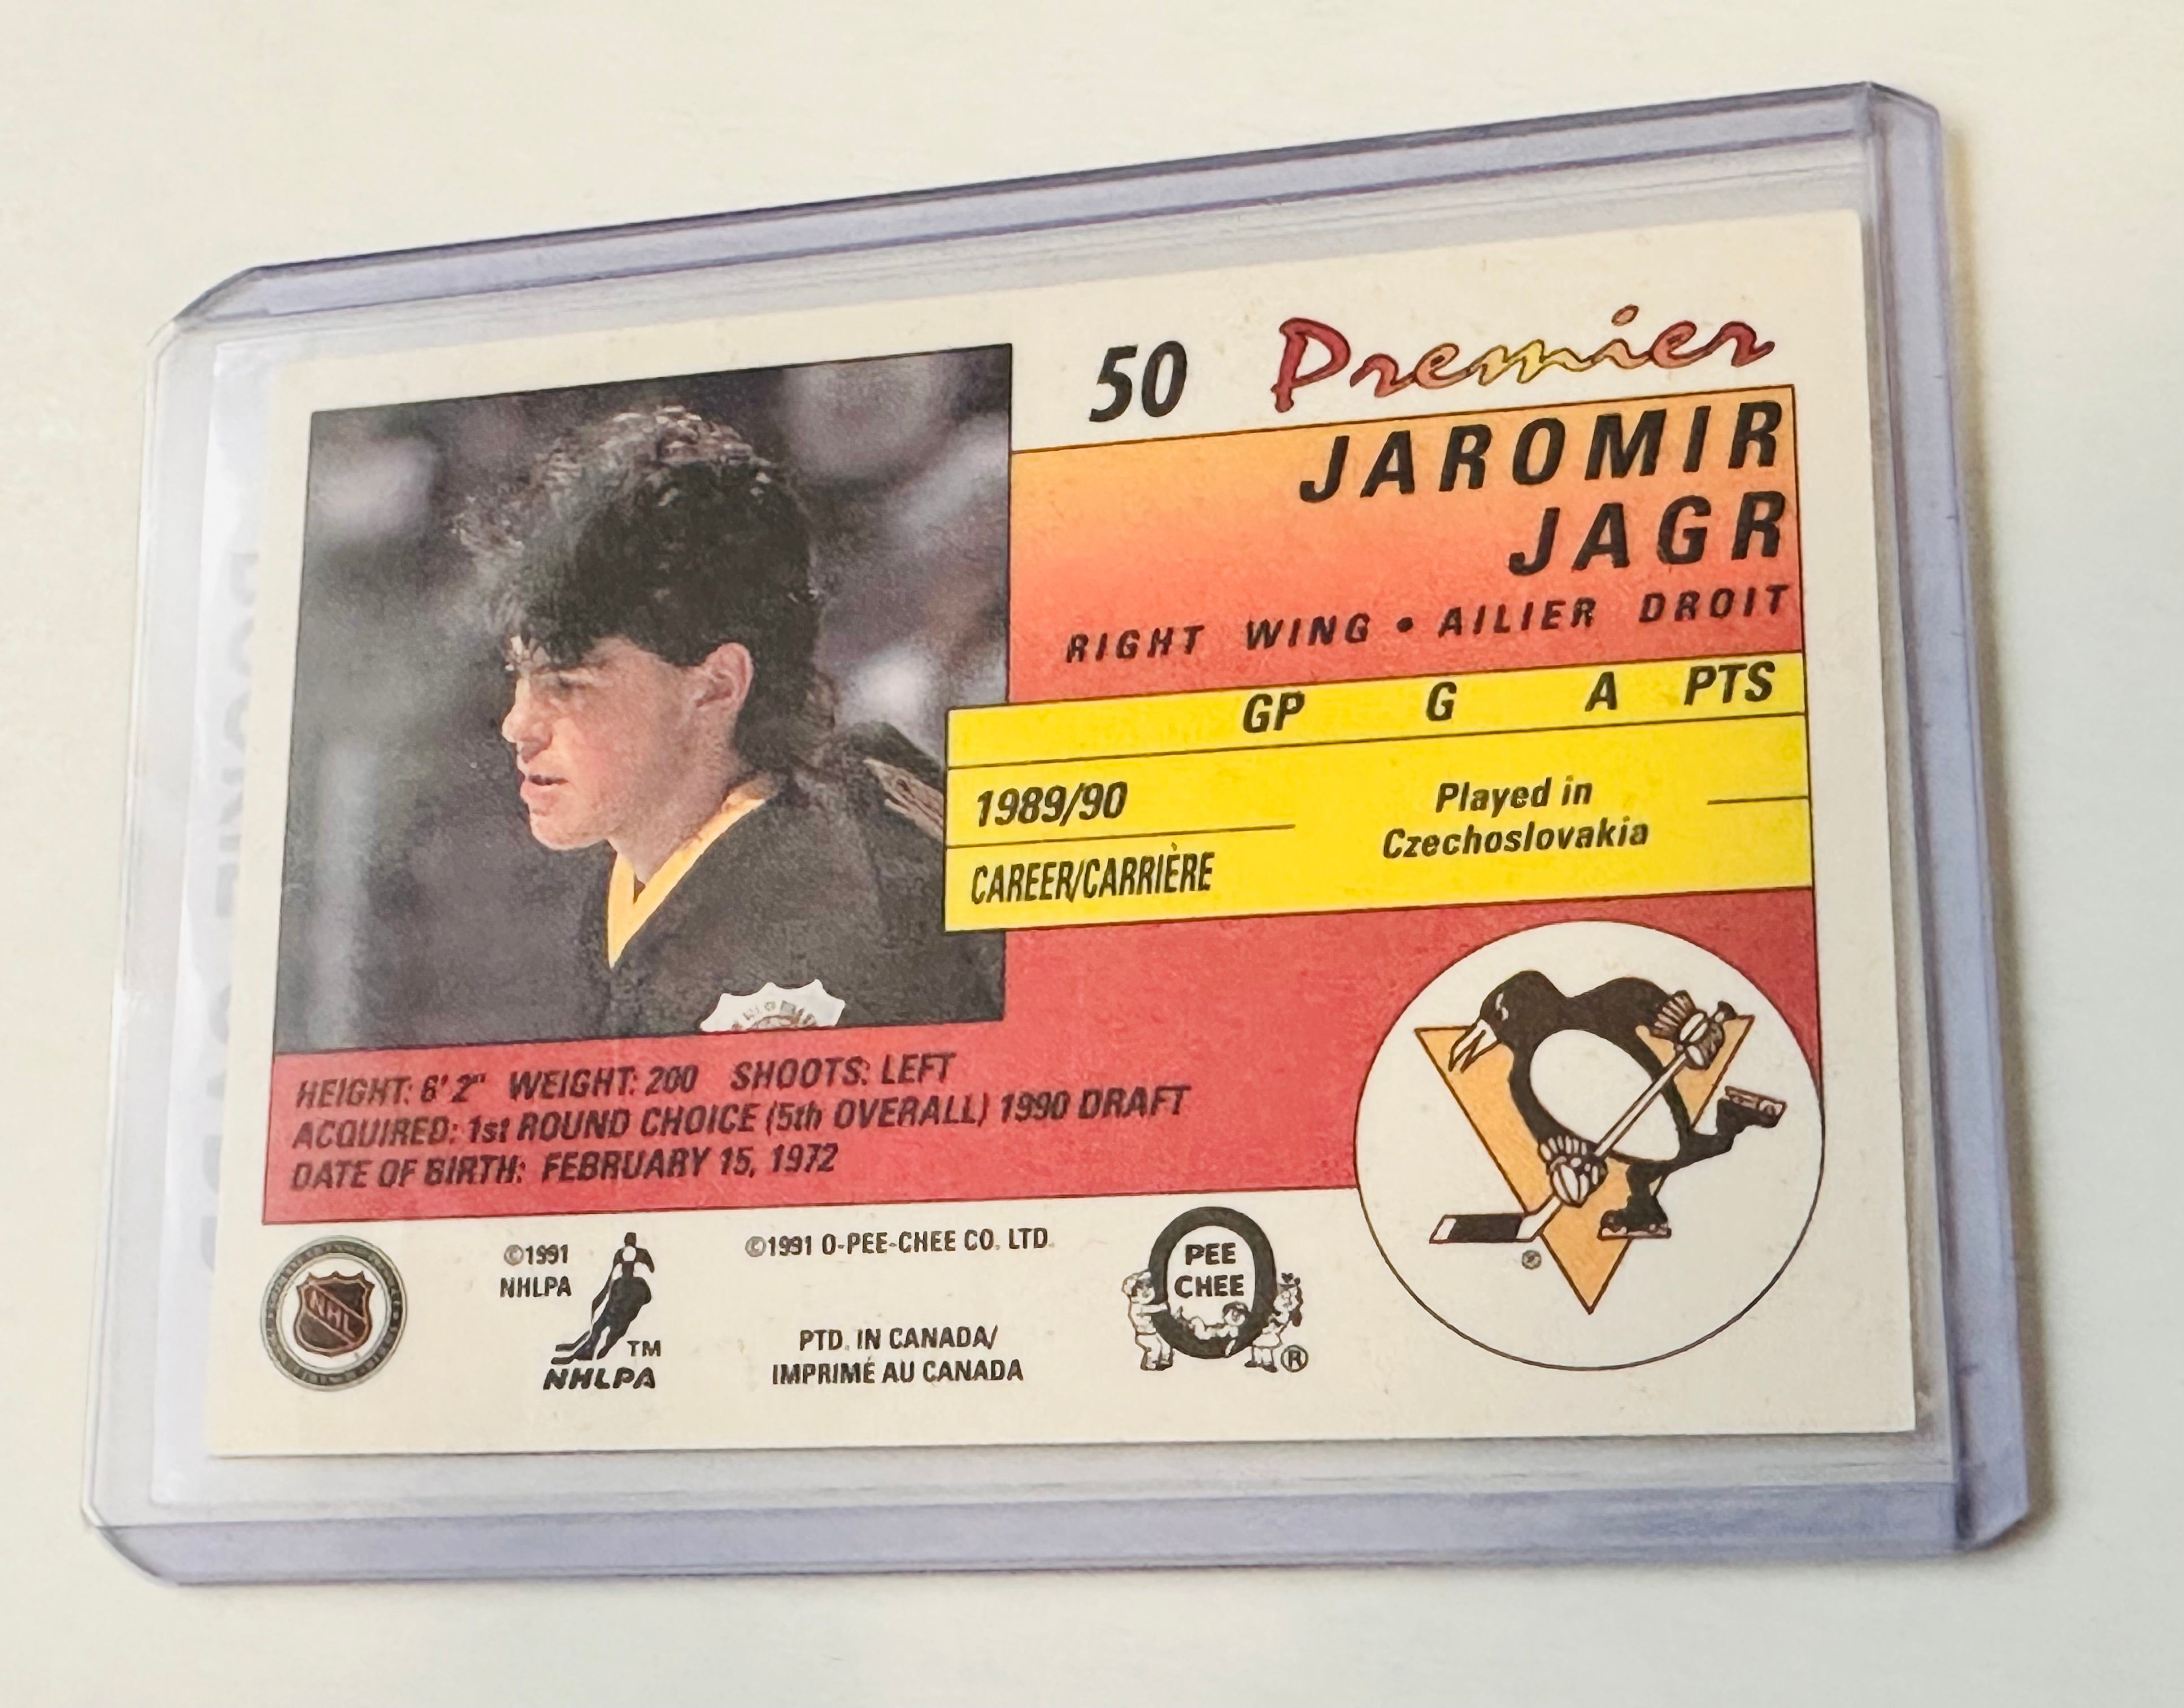 50 Premier
JAROMIR
JAGR
RIGHT WING • AILIER DROIT
GP G A PTS
1989/90
Played in
Czechoslovakia
CAREER/CARRIÈRE
HEIGHT: 6' 2" WEIGHT: 200 SHOOTS: LEFT
ACQUIRED: 1st ROUND CHOICE (5th OVERALL) 1990 DRAFT
DATE OF BIRTH: FEBRUARY 15, 1972
NHL
©1991
NHLPA
TM
NHLPA
©1991 O-PEE-CHEE CO. LTD.
PTD. IN CANADA/
IMPRIMÉ AU CANADA
PEE
CHEE
®
®